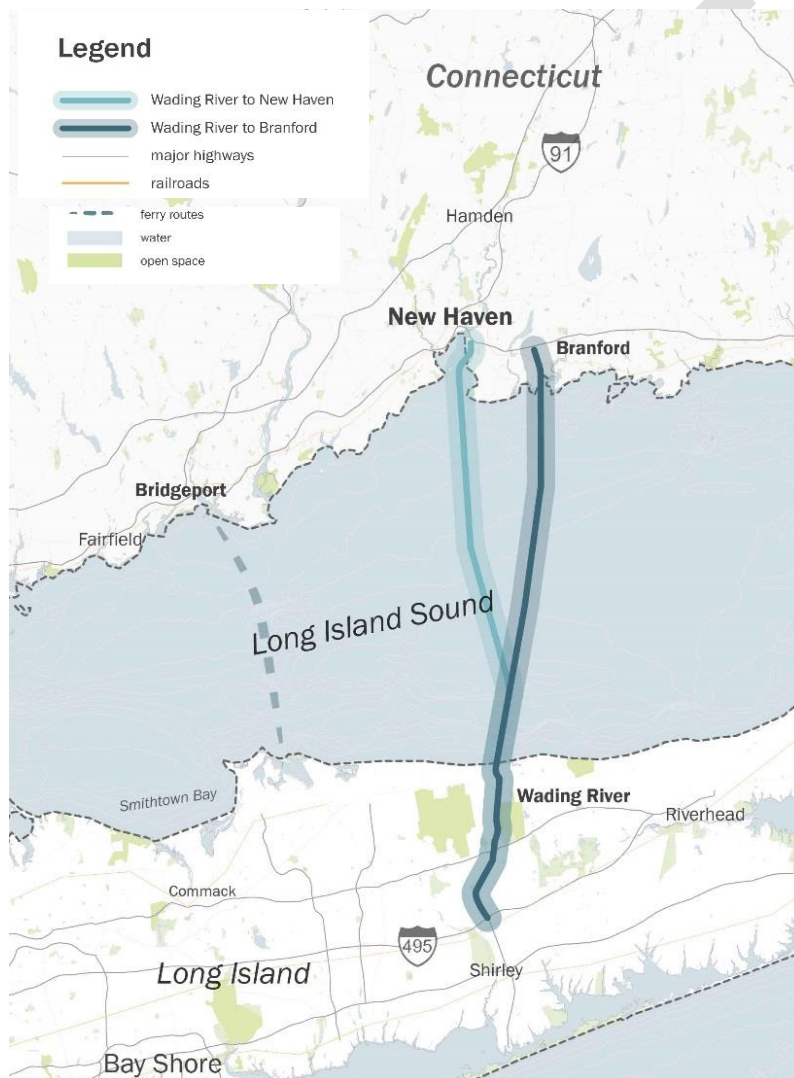 Legend
Wading River to New Haven
Wading River to Branford
major highways
railroads
ferry routes
water
open space
Connecticut
91
Hamden
New Haven
Branford
Bridgeport
Fairfield
Long Island Sound
Smithtown Bay
Wading River
Riverhead
Commack
495
Long Island
Shirley
Bay Shore